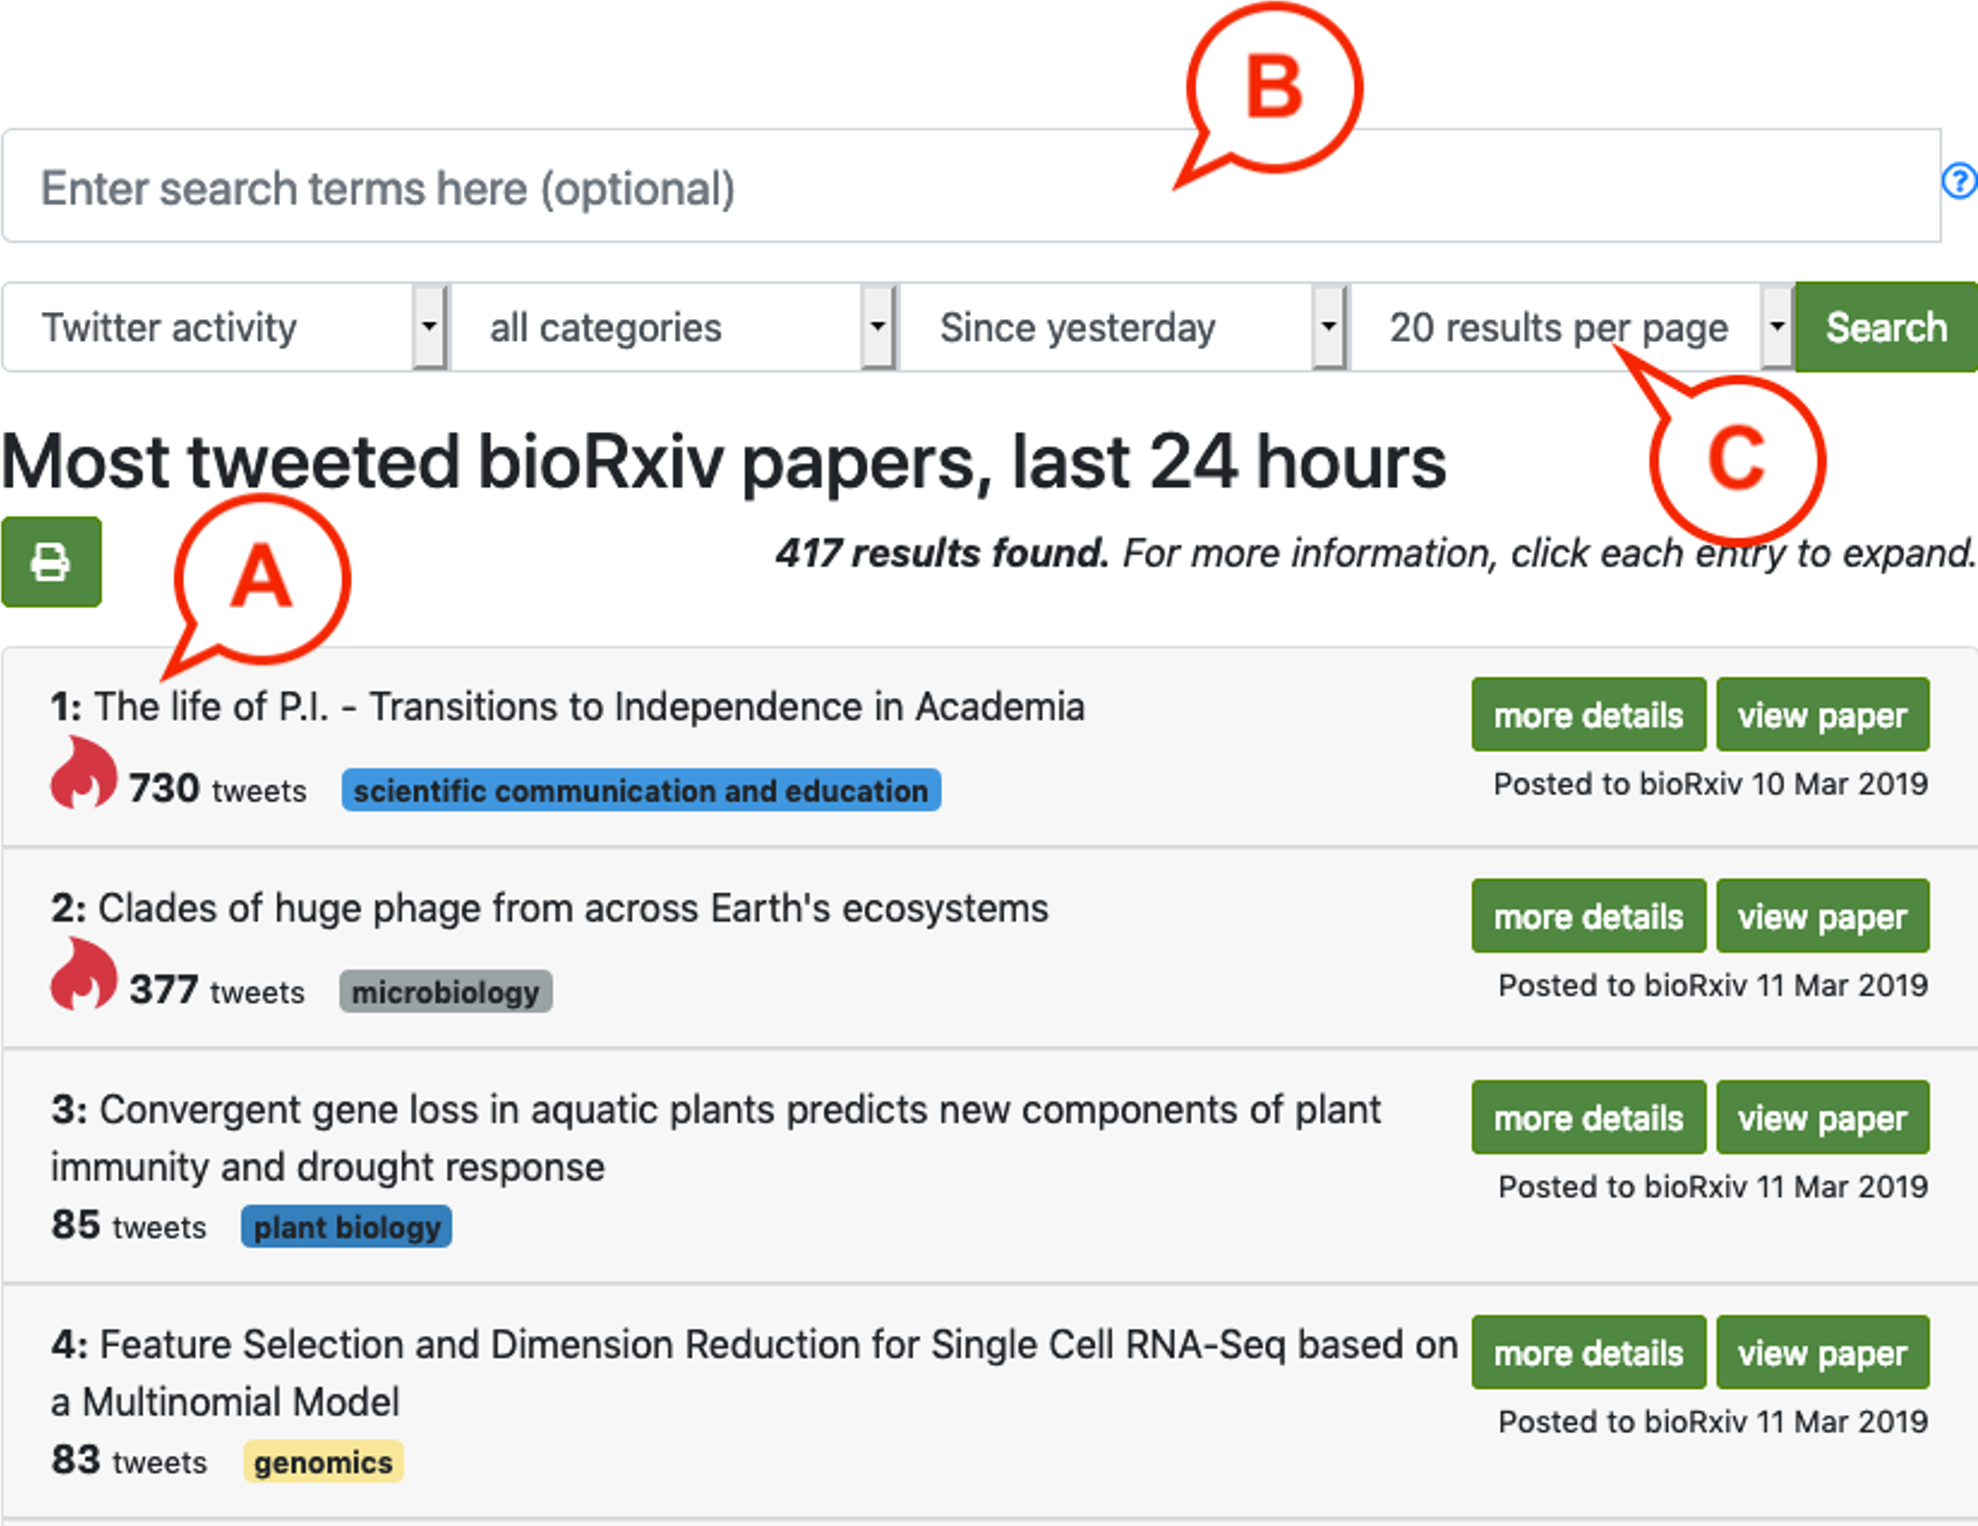 B
Enter search terms here (optional)
?
Twitter activity all categories Since yesterday 20 results per page Search
C
Most tweeted bioRxiv papers, last 24 hours
A
417 results found. For more information, click each entry to expand.
1: The life of P.I. - Transitions to Independence in Academia
more details view paper
730 tweets scientific communication and education
Posted to bioRxiv 10 Mar 2019
2: Clades of huge phage from across Earth's ecosystems
more details view paper
377 tweets microbiology
Posted to bioRxiv 11 Mar 2019
3: Convergent gene loss in aquatic plants predicts new components of plant
immunity and drought response
more details view paper
Posted to bioRxiv 11 Mar 2019
85 tweets plant biology
4: Feature Selection and Dimension Reduction for Single Cell RNA-Seq based on
a Multinomial Model
more details view paper
Posted to bioRxiv 11 Mar 2019
83 tweets genomics